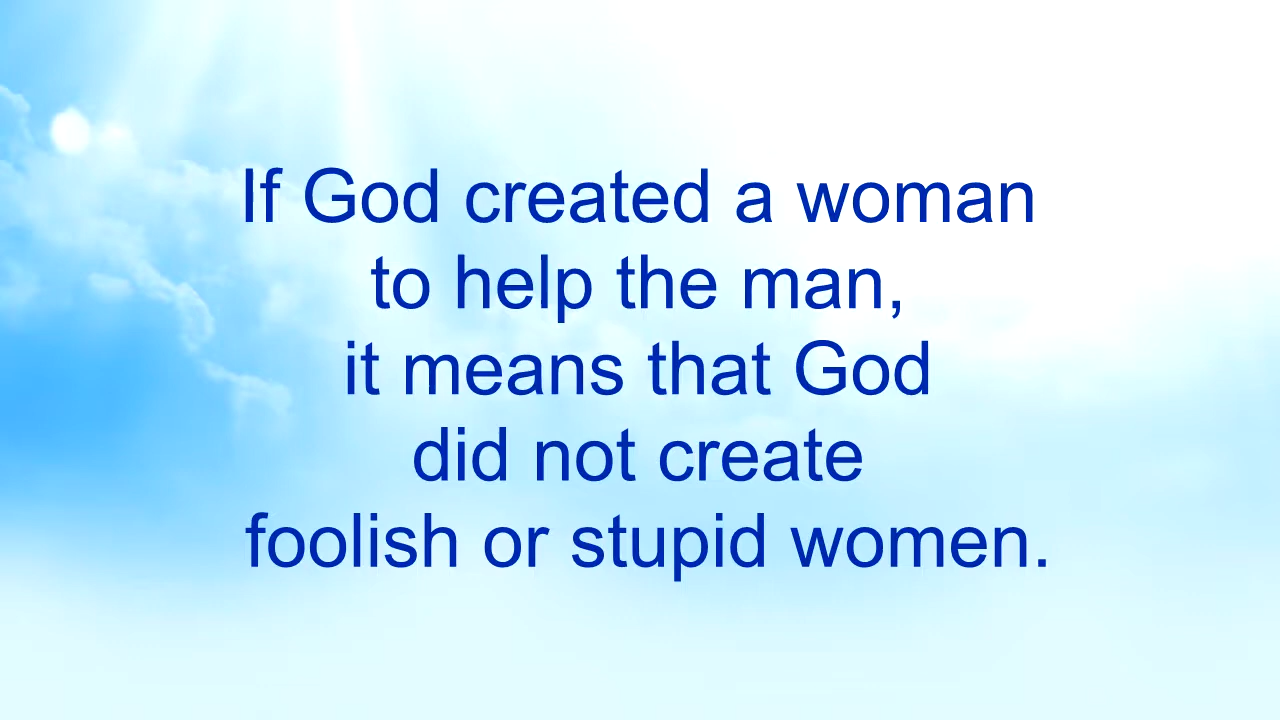 If God created a woman
to help the man,
it means that God
did not create
foolish or stupid women.